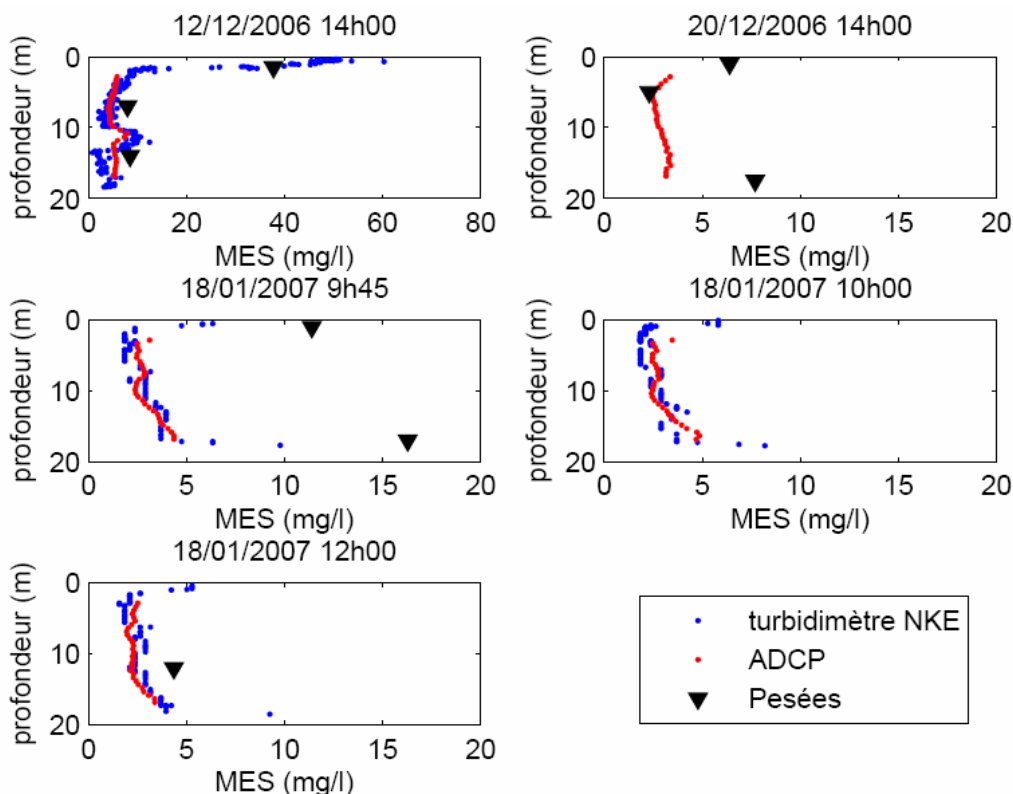 12/12/2006 14h00
profondeur (m)
0
10
20
0 20 40 60 80
MES (mg/l)
20/12/2006 14h00
profondeur (m)
0
10
20
0 5 10 15 20
MES (mg/l)
18/01/2007 9h45
profondeur (m)
0
10
20
0 5 10 15 20
MES (mg/l)
18/01/2007 10h00
profondeur (m)
0
10
20
0 5 10 15 20
MES (mg/l)
18/01/2007 12h00
profondeur (m)
0
10
20
0 5 10 15 20
MES (mg/l)
turbidimètre NKE
ADCP
Pesées